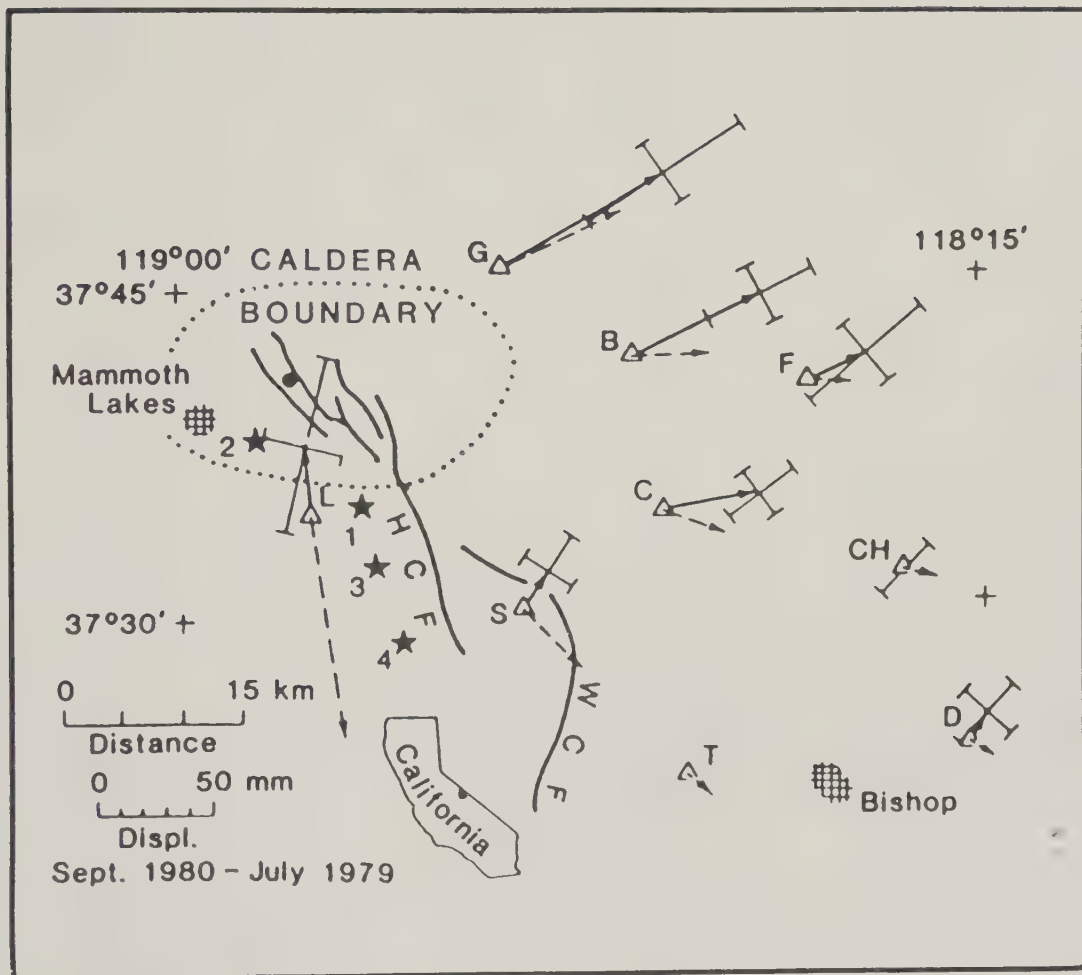 G
119°00' CALDERA
118°15'
37°45' +
+
BOUNDARY
B
F
Mammoth
Lakes
2
L
C
1
H C F
CH
3
S
37°30' +
+
4
0 15 km
Distance
W C F
D
0 50 mm
Displ.
California
T
Bishop
Sept. 1980 – July 1979